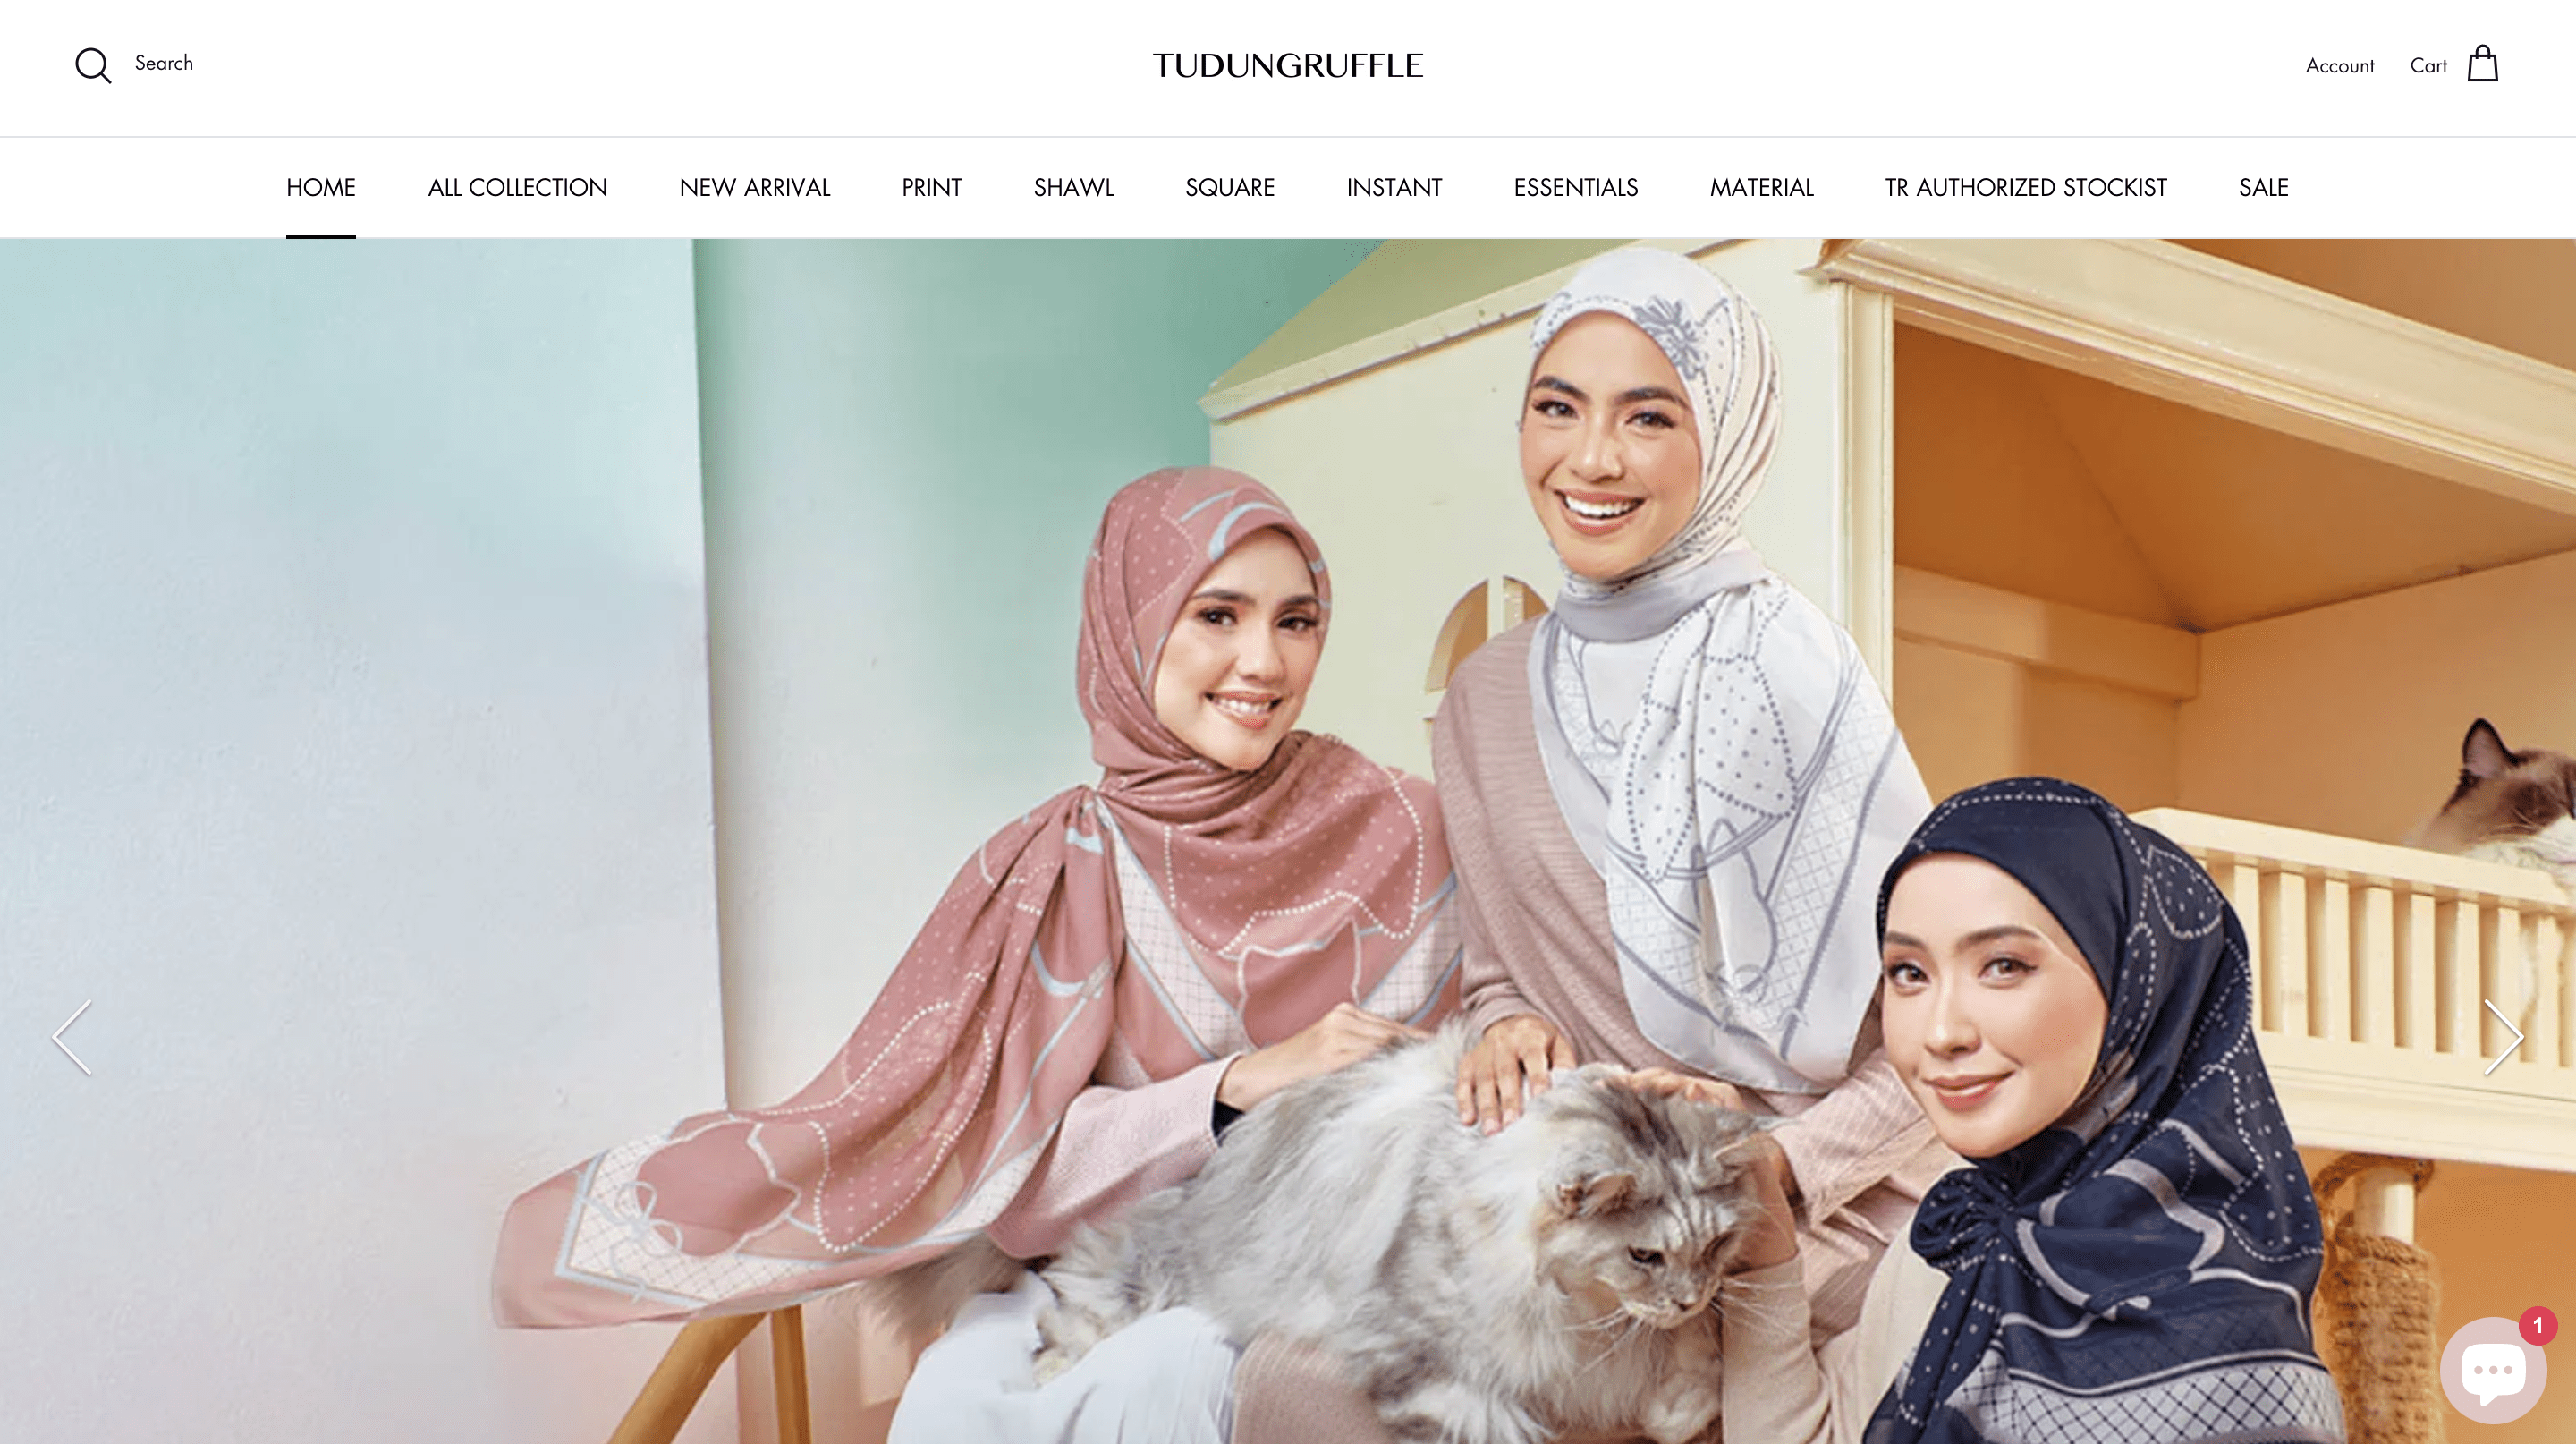 Search
TUDUNGRUFFLE
Account Cart
HOME ALL COLLECTION NEW ARRIVAL PRINT SHAWL SQUARE INSTANT ESSENTIALS MATERIAL TR AUTHORIZED STOCKIST SALE
1